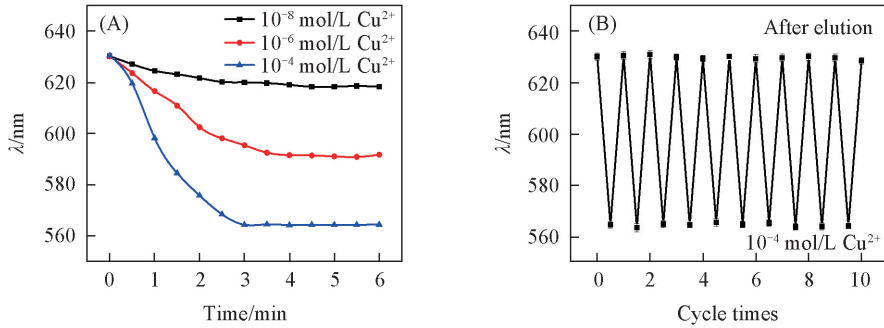 (A)
10⁻⁸ mol/L Cu²⁺
10⁻⁶ mol/L Cu²⁺
10⁻⁴ mol/L Cu²⁺
λ/nm
640
620
600
580
560
0 1 2 3 4 5 6
Time/min
(B)
After elution
10⁻⁴ mol/L Cu²⁺
λ/nm
640
620
600
580
560
0 2 4 6 8 10
Cycle times